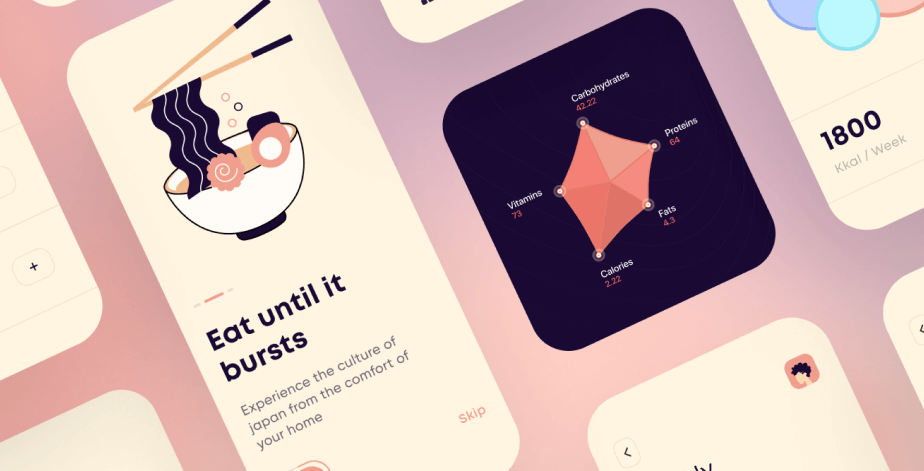 Eat until it
bursts
Experience the culture of
japan from the comfort of
your home
Skip
Carbohydrates
42.22
Proteins
64
Vitamins
73
Fats
4.3
Calories
2.22
1800
Kkal / Week
+